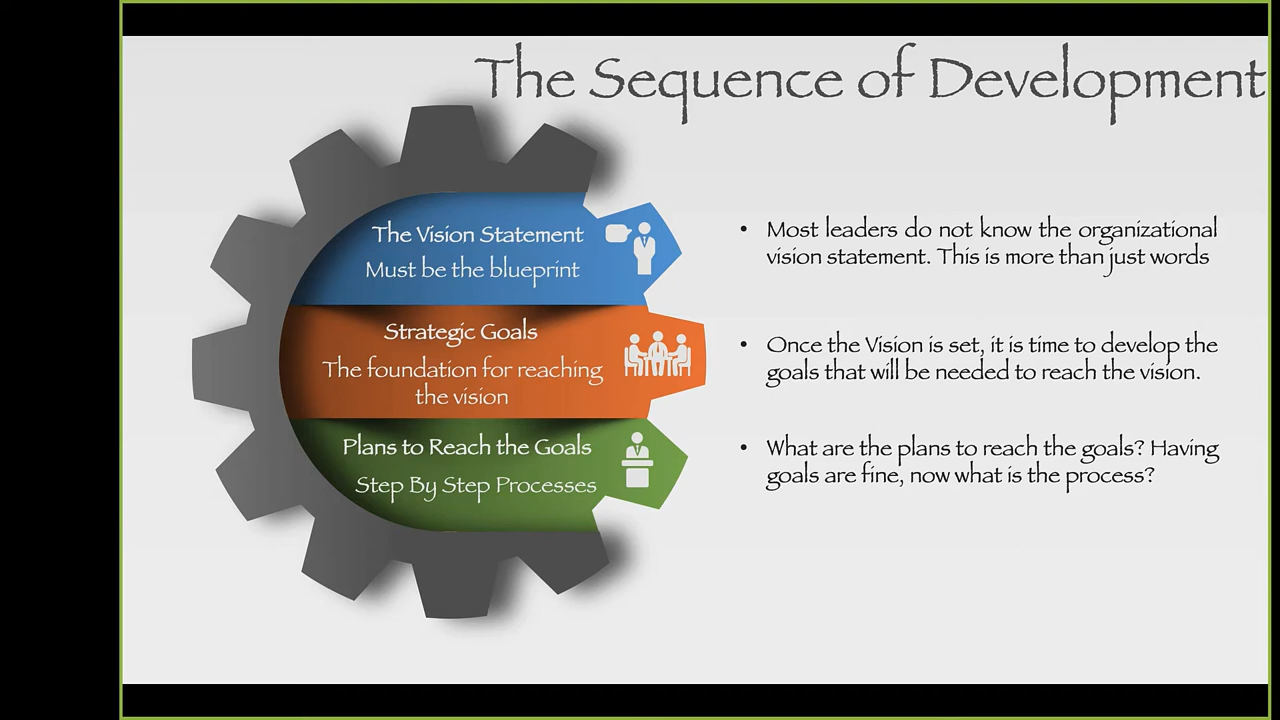 The Sequence of Development
The Vision Statement
Must be the blueprint
Strategic Goals
The foundation for reaching
the vision
Plans to Reach the Goals
Step By Step Processes
• Most leaders do not know the organizational
vision statement. This is more than just words
• Once the Vision is set, it is time to develop the
goals that will be needed to reach the vision.
• What are the plans to reach the goals? Having
goals are fine, now what is the process?